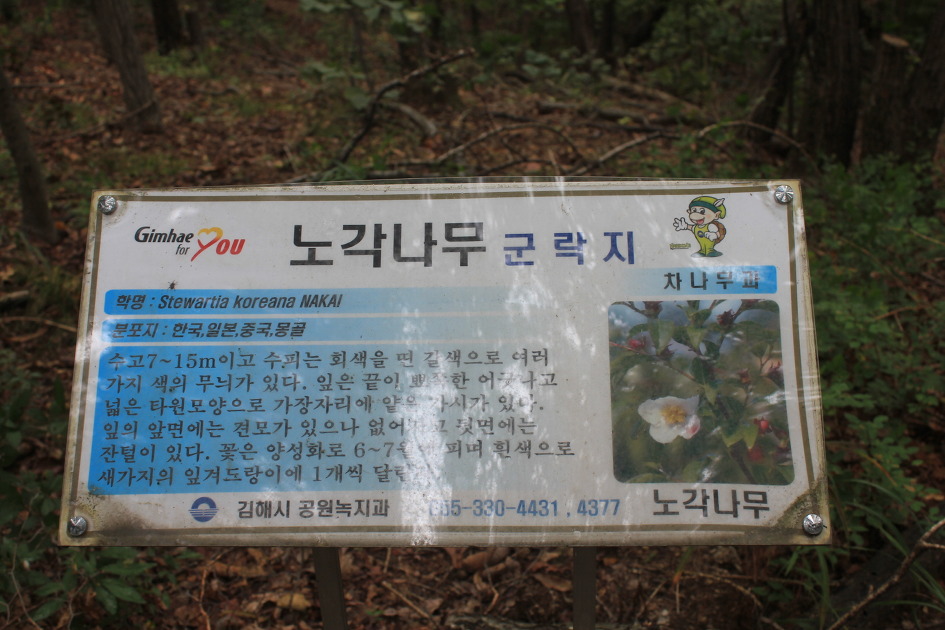 Gimhae for YOU
노각나무 군락지
차나무과
학명 : Stewartia koreana NAKAI
분포지 : 한국,일본,중국,몽골
수고7~15m이고 수피는 회색을 띤 갈색으로 여러
가지 색의 무늬가 있다. 잎은 끝이 뾰족한 어긋나고
넓은 타원모양으로 가장자리에 얕은 가시가 있다.
잎의 앞면에는 견모가 있으나 없어지고 뒷면에는
잔털이 있다. 꽃은 양성화로 6~7월 피며 흰색으로
새가지의 잎겨드랑이에 1개씩
김해시 공원녹지과 055-330-4431 , 4377
노각나무